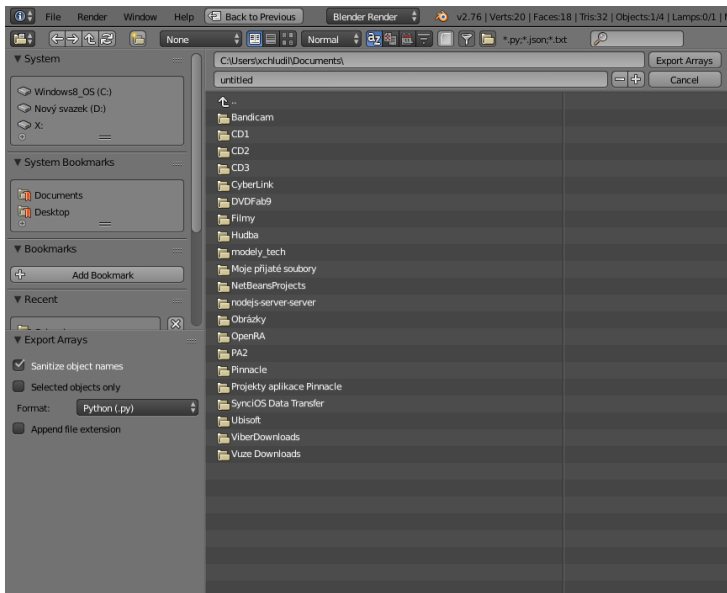 File Render Window Help Back to Previous Blender Render v2.76 | Verts:20 | Faces:18 | Tris:32 | Objects:1/4 | Lamps:0/1 |
None Normal *.py;*.json;*.txt
System
Windows8_OS (C:)
Nový svazek (D:)
X:
System Bookmarks
Documents
Desktop
Bookmarks
Add Bookmark
Recent
Export Arrays
Sanitize object names
Selected objects only
Format: Python (.py)
Append file extension
C:\Users\xchludil\Documents\ Export Arrays
untitled Cancel
..
Bandicam
CD1
CD2
CD3
CyberLink
DVDFab9
Filmy
Hudba
modely_tech
Moje přijaté soubory
NetBeansProjects
nodejs-server-server
Obrázky
OpenRA
PA2
Pinnacle
Projekty aplikace Pinnacle
SynciOS Data Transfer
Ubisoft
ViberDownloads
Vuze Downloads